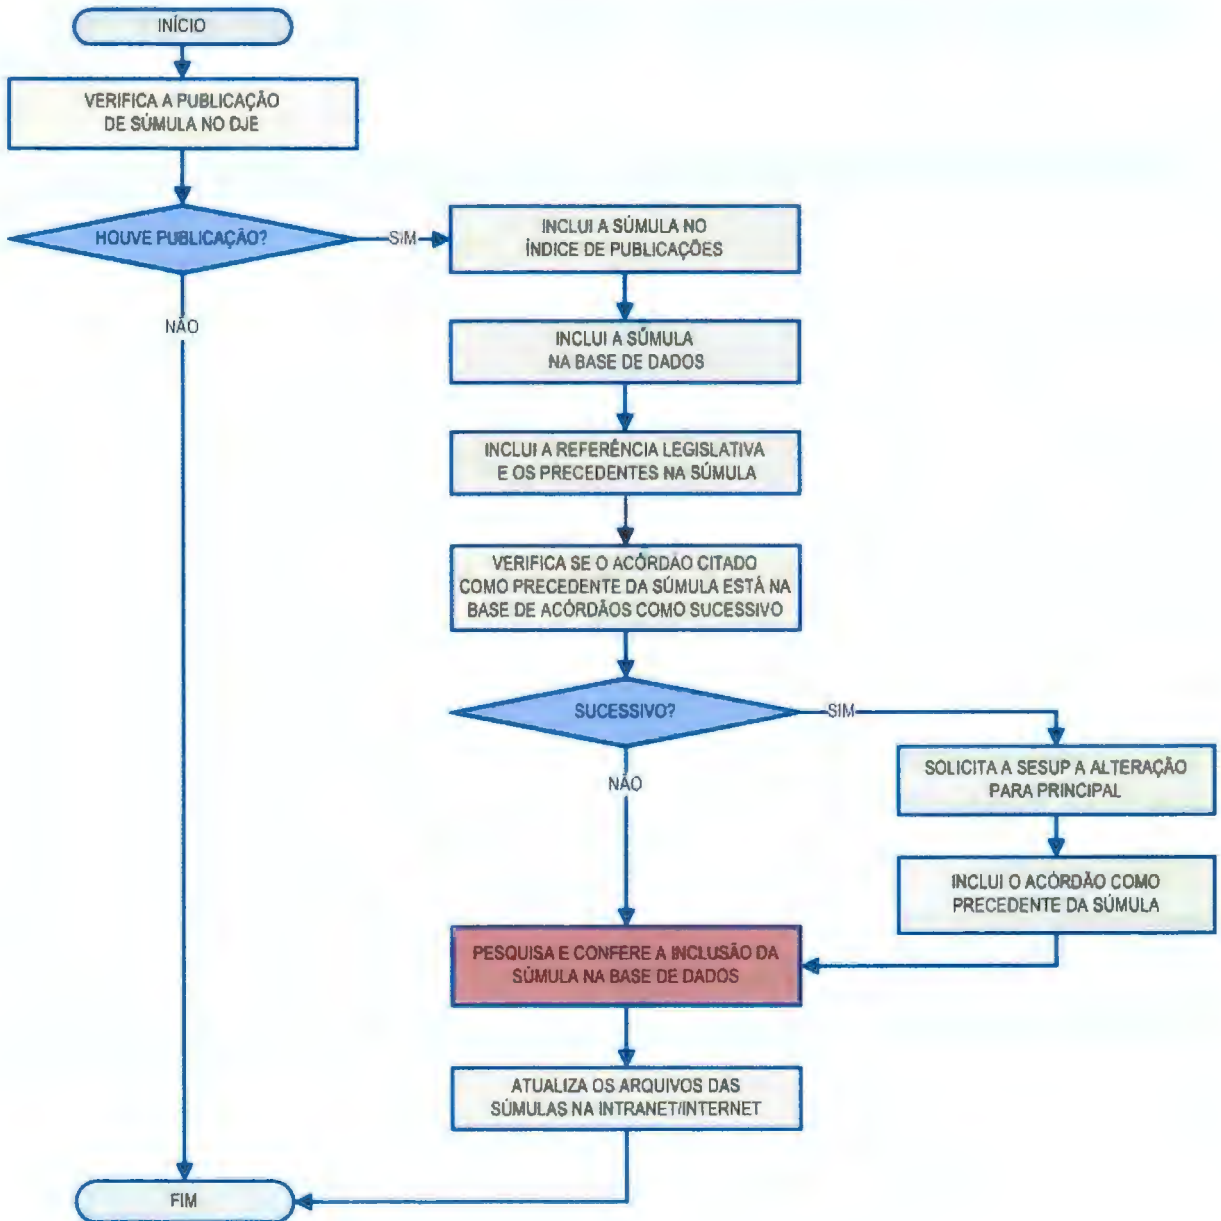 INÍCIO
VERIFICA A PUBLICAÇÃO
DE SÚMULA NO DJE
HOUVE PUBLICAÇÃO?
SIM
INCLUI A SÚMULA NO
ÍNDICE DE PUBLICAÇÕES
NÃO
INCLUI A SÚMULA
NA BASE DE DADOS
INCLUI A REFERÊNCIA LEGISLATIVA
E OS PRECEDENTES NA SÚMULA
VERIFICA SE O ACÓRDÃO CITADO
COMO PRECEDENTE DA SÚMULA ESTÁ NA
BASE DE ACÓRDÃOS COMO SUCESSIVO
SUCESSIVO?
SIM
NÃO
SOLICITA A SESUP A ALTERAÇÃO
PARA PRINCIPAL
INCLUI O ACÓRDÃO COMO
PRECEDENTE DA SÚMULA
PESQUISA E CONFERE A INCLUSÃO DA
SÚMULA NA BASE DE DADOS
ATUALIZA OS ARQUIVOS DAS
SÚMULAS NA INTRANET/INTERNET
FIM